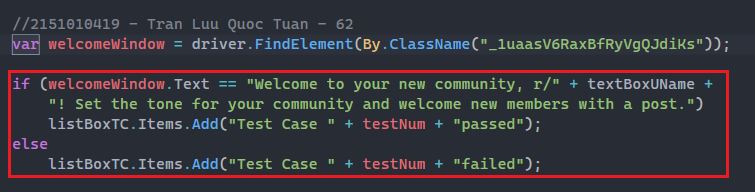 //2151010419 - Tran Luu Quoc Tuan - 62
var welcomeWindow = driver.FindElement(By.ClassName("_1uaasV6RaxBfRyVgQJdiKs"));
if (welcomeWindow.Text == "Welcome to your new community, r/" + textBoxUName +
"! Set the tone for your community and welcome new members with a post.")
listBoxTC.Items.Add("Test Case " + testNum + "passed");
else
listBoxTC.Items.Add("Test Case " + testNum + "failed");